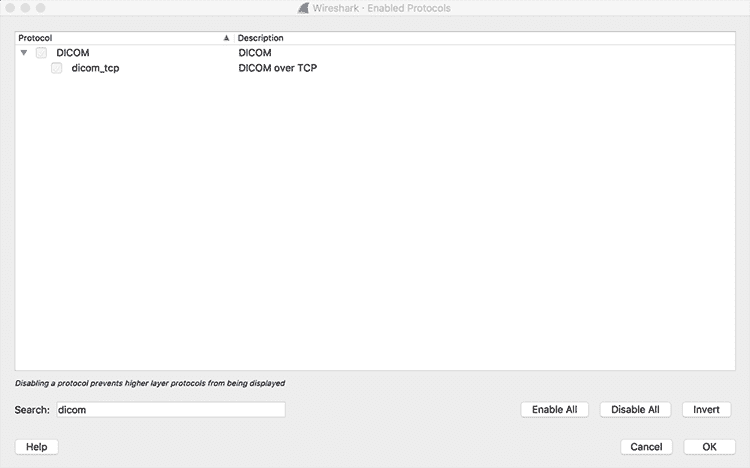 Wireshark · Enabled Protocols
Protocol Description
DICOM DICOM
dicom_tcp DICOM over TCP
Disabling a protocol prevents higher layer protocols from being displayed
Search: dicom Enable All Disable All Invert
Help Cancel OK